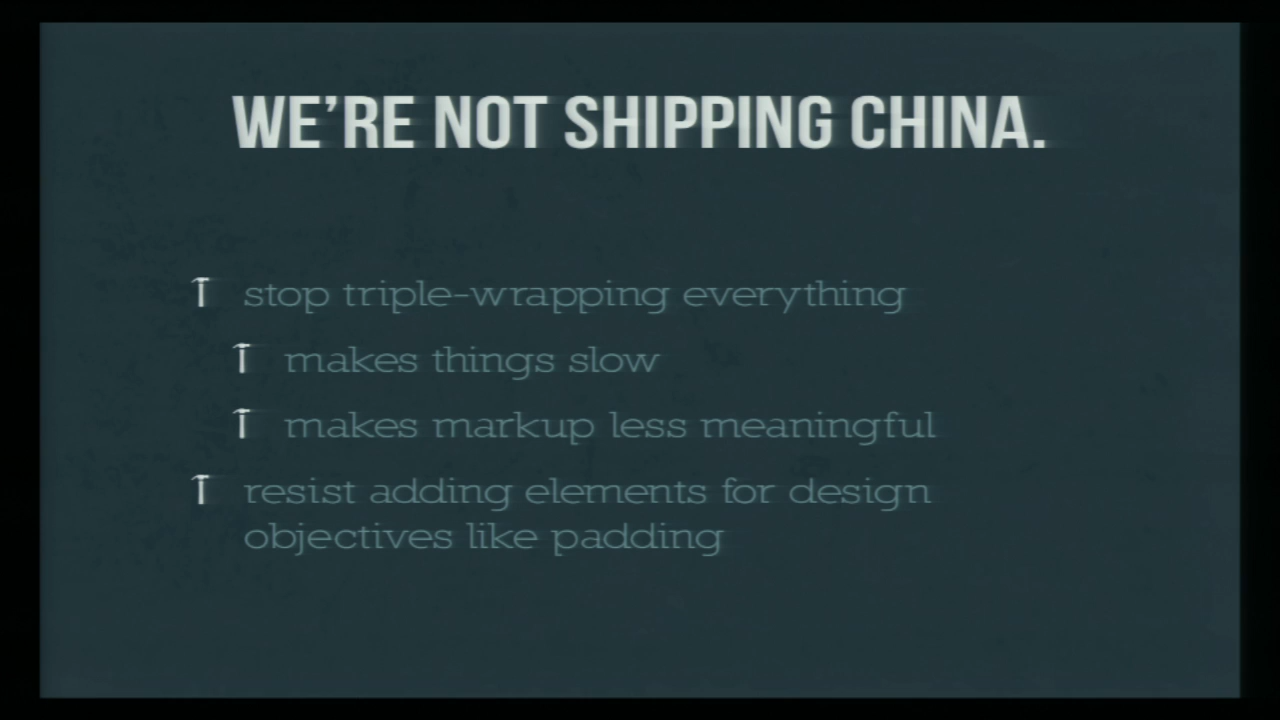 WE'RE NOT SHIPPING CHINA.
stop triple-wrapping everything
makes things slow
makes markup less meaningful
resist adding elements for design
objectives like padding